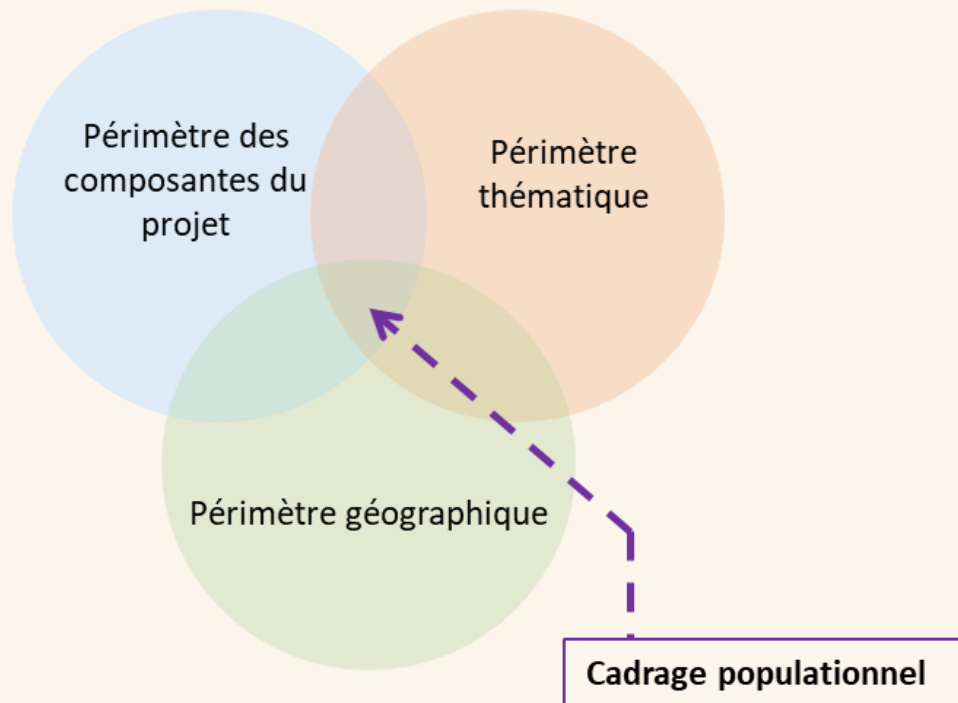 Périmètre des
composantes du
projet
Périmètre
thématique
Périmètre géographique
Cadrage populationnel